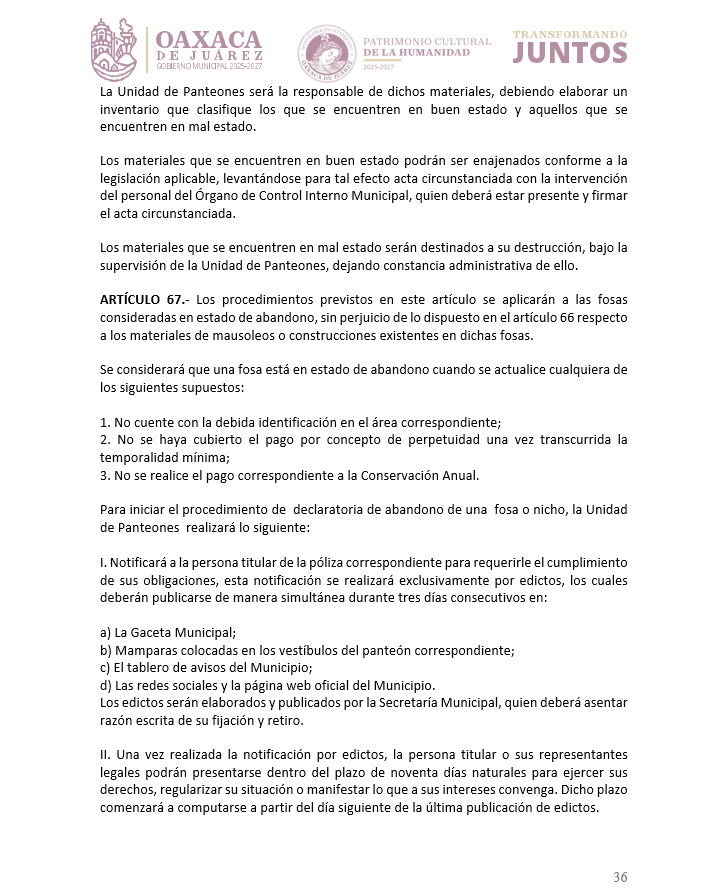 OAXACA
DE JUÁREZ
GOBIERNO MUNICIPAL 2025-2027
PATRIMONIO CULTURAL
DE LA HUMANIDAD
2025-2027
TRANSFORMANDO
JUNTOS
La Unidad de Panteones será la responsable de dichos materiales, debiendo elaborar un
inventario que clasifique los que se encuentren en buen estado y aquellos que se
encuentren en mal estado.
Los materiales que se encuentren en buen estado podrán ser enajenados conforme a la
legislación aplicable, levantándose para tal efecto acta circunstanciada con la intervención
del personal del Órgano de Control Interno Municipal, quien deberá estar presente y firmar
el acta circunstanciada.
Los materiales que se encuentren en mal estado serán destinados a su destrucción, bajo la
supervisión de la Unidad de Panteones, dejando constancia administrativa de ello.
ARTÍCULO 67.- Los procedimientos previstos en este artículo se aplicarán a las fosas
consideradas en estado de abandono, sin perjuicio de lo dispuesto en el artículo 66 respecto
a los materiales de mausoleos o construcciones existentes en dichas fosas.
Se considerará que una fosa está en estado de abandono cuando se actualice cualquiera de
los siguientes supuestos:
1. No cuente con la debida identificación en el área correspondiente;
2. No se haya cubierto el pago por concepto de perpetuidad una vez transcurrida la
temporalidad mínima;
3. No se realice el pago correspondiente a la Conservación Anual.
Para iniciar el procedimiento de declaratoria de abandono de una fosa o nicho, la Unidad
de Panteones realizará lo siguiente:
I. Notificará a la persona titular de la póliza correspondiente para requerirle el cumplimiento
de sus obligaciones, esta notificación se realizará exclusivamente por edictos, los cuales
deberán publicarse de manera simultánea durante tres días consecutivos en:
a) La Gaceta Municipal;
b) Mamparas colocadas en los vestíbulos del panteón correspondiente;
c) El tablero de avisos del Municipio;
d) Las redes sociales y la página web oficial del Municipio.
Los edictos serán elaborados y publicados por la Secretaría Municipal, quien deberá asentar
razón escrita de su fijación y retiro.
II. Una vez realizada la notificación por edictos, la persona titular o sus representantes
legales podrán presentarse dentro del plazo de noventa días naturales para ejercer sus
derechos, regularizar su situación o manifestar lo que a sus intereses convenga. Dicho plazo
comenzará a computarse a partir del día siguiente de la última publicación de edictos.
36